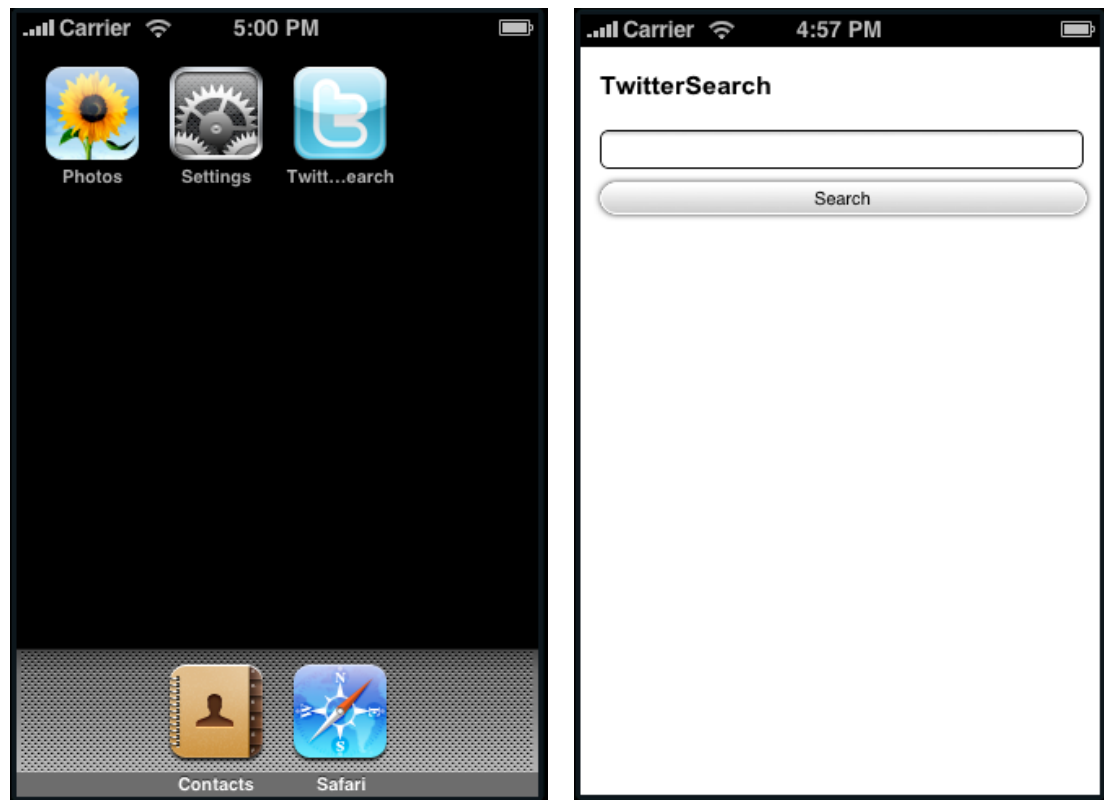 Carrier 5:00 PM
Photos Settings Twitt...earch
Contacts Safari
Carrier 4:57 PM
TwitterSearch
Search